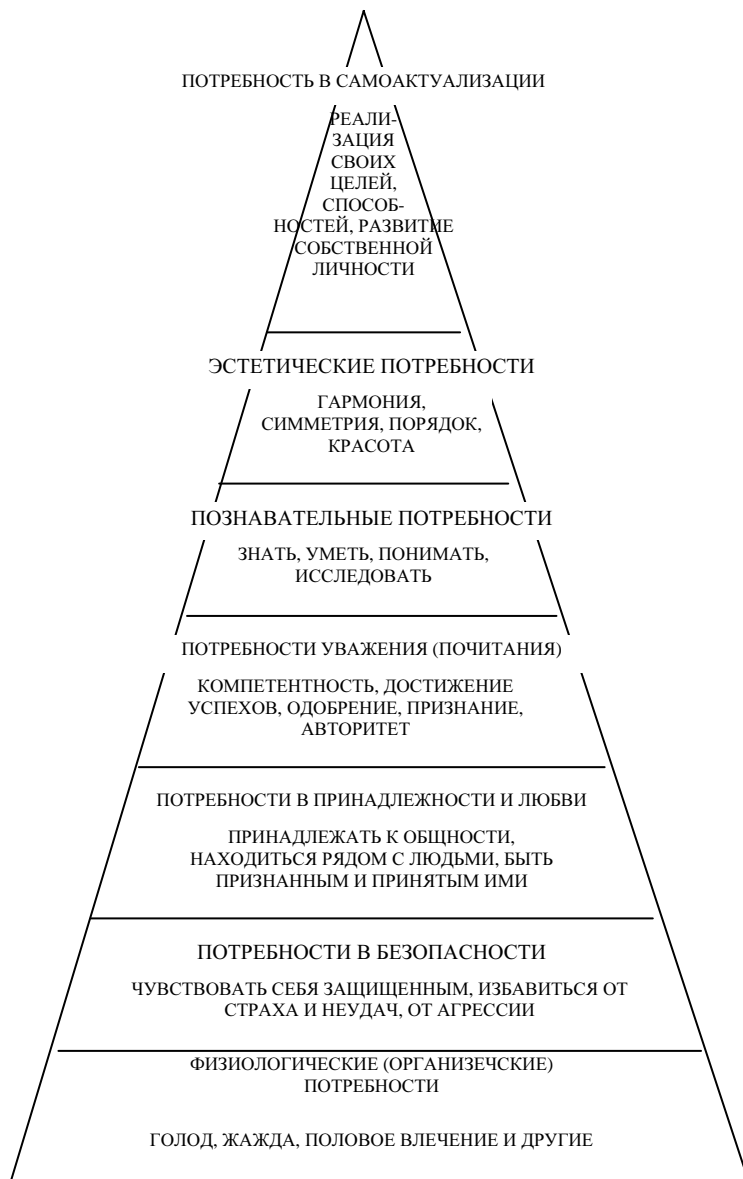 ПОТРЕБНОСТЬ В САМОАКТУАЛИЗАЦИИ
РЕАЛИ-
ЗАЦИЯ
СВОИХ
ЦЕЛЕЙ,
СПОСОБ-
НОСТЕЙ, РАЗВИТИЕ
СОБСТВЕННОЙ
ЛИЧНОСТИ
ЭСТЕТИЧЕСКИЕ ПОТРЕБНОСТИ
ГАРМОНИЯ,
СИММЕТРИЯ, ПОРЯДОК,
КРАСОТА
ПОЗНАВАТЕЛЬНЫЕ ПОТРЕБНОСТИ
ЗНАТЬ, УМЕТЬ, ПОНИМАТЬ,
ИССЛЕДОВАТЬ
ПОТРЕБНОСТИ УВАЖЕНИЯ (ПОЧИТАНИЯ)
КОМПЕТЕНТНОСТЬ, ДОСТИЖЕНИЕ
УСПЕХОВ, ОДОБРЕНИЕ, ПРИЗНАНИЕ,
АВТОРИТЕТ
ПОТРЕБНОСТИ В ПРИНАДЛЕЖНОСТИ И ЛЮБВИ
ПРИНАДЛЕЖАТЬ К ОБЩНОСТИ,
НАХОДИТЬСЯ РЯДОМ С ЛЮДЬМИ, БЫТЬ
ПРИЗНАННЫМ И ПРИНЯТЫМ ИМИ
ПОТРЕБНОСТИ В БЕЗОПАСНОСТИ
ЧУВСТВОВАТЬ СЕБЯ ЗАЩИЩЕННЫМ, ИЗБАВИТЬСЯ ОТ
СТРАХА И НЕУДАЧ, ОТ АГРЕССИИ
ФИЗИОЛОГИЧЕСКИЕ (ОРГАНИЗЕЧСКИЕ)
ПОТРЕБНОСТИ
ГОЛОД, ЖАЖДА, ПОЛОВОЕ ВЛЕЧЕНИЕ И ДРУГИЕ